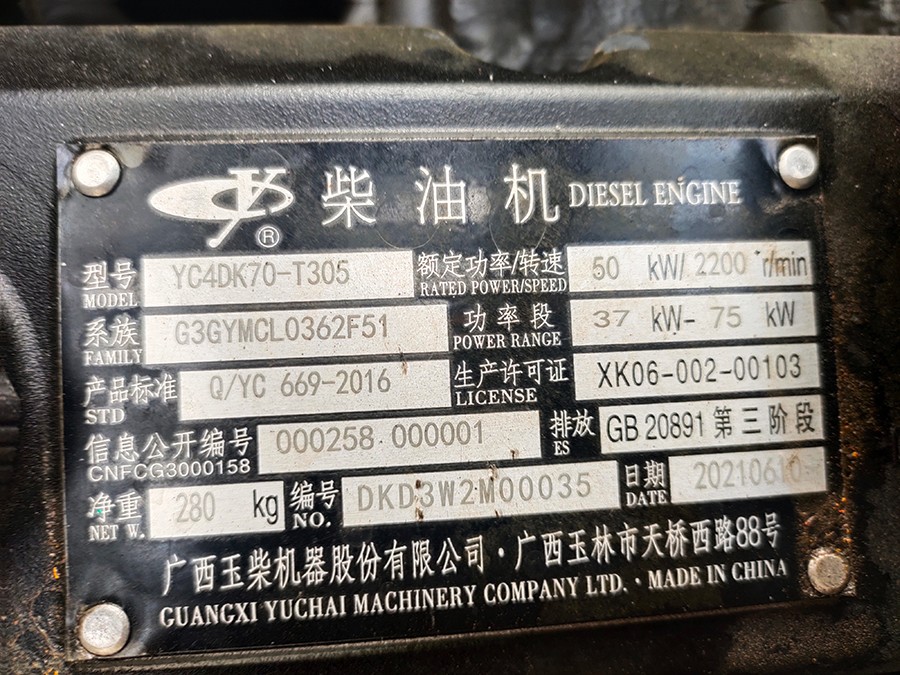 柴油机 DIESEL ENGINE
®
型号 YC4DK70-T305 额定功率/转速 50 kW/ 2200 r/min
MODEL RATED POWER/SPEED
系族 G3GYMCL0362F51 功率段 37 kW- 75 kW
FAMILY POWER RANGE
产品标准 Q/YC 669-2016 生产许可证 XK06-002-00103
STD LICENSE
信息公开编号 000258 000001 排放 GB 20891 第三阶段
CNFCG3000158 ES
净重 280 kg 编号 DKD3W2M00035 日期 20210610
NET W. NO. DATE
广西玉柴机器股份有限公司·广西玉林市天桥西路88号
GUANGXI YUCHAI MACHINERY COMPANY LTD. · MADE IN CHINA